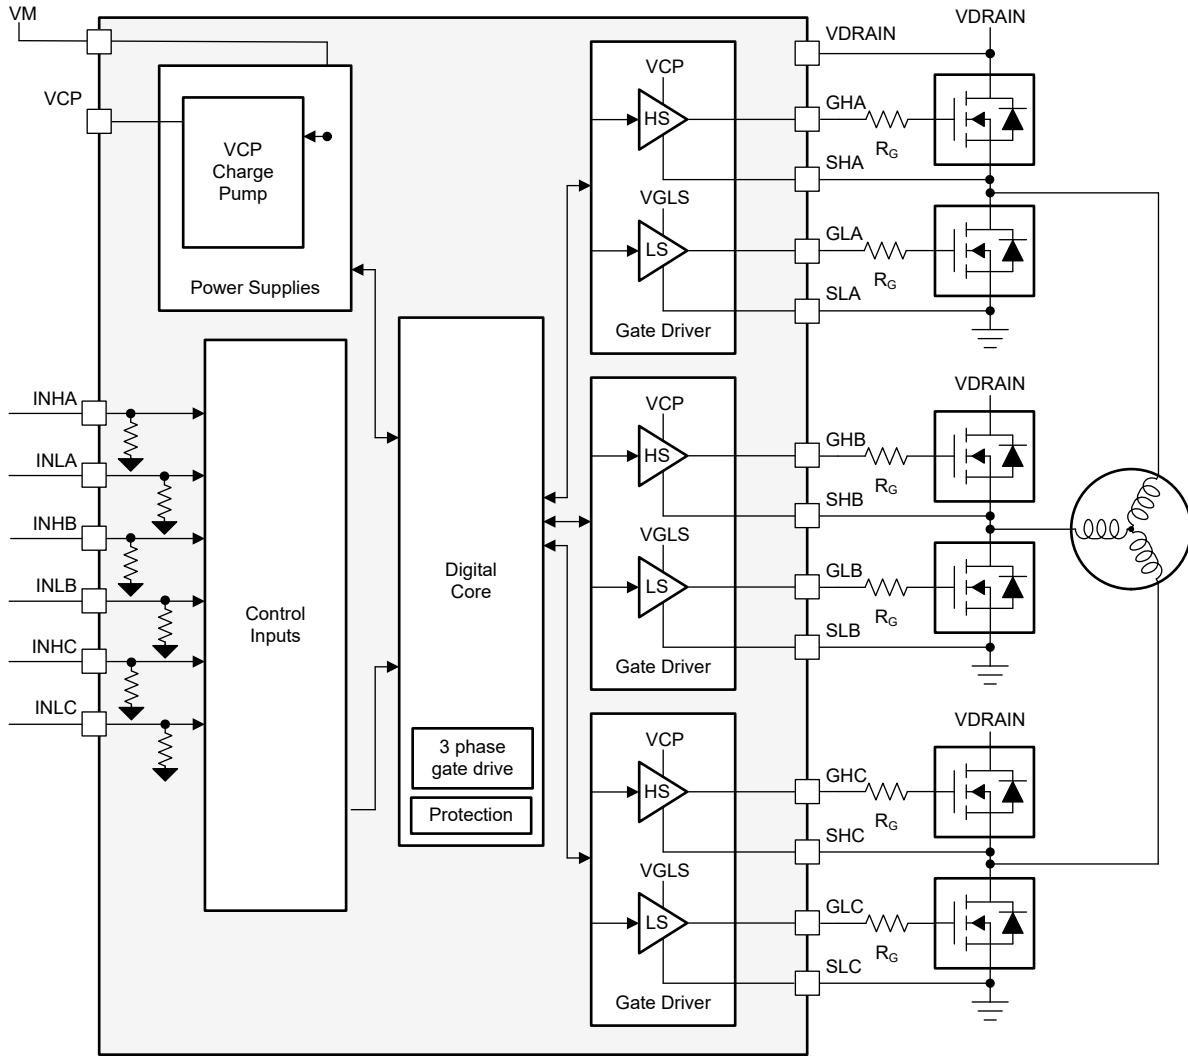 VM
VCP
VCP
Charge
Pump
Power Supplies
INHA
INLA
INHB
INLB
INHC
INLC
Control
Inputs
Digital
Core
3 phase
gate drive
Protection
VCP
HS
VGLS
LS
Gate Driver
VCP
HS
VGLS
LS
Gate Driver
VCP
HS
VGLS
LS
Gate Driver
VDRAIN
VDRAIN
GHA
RG
SHA
GLA
RG
SLA
VDRAIN
GHB
RG
SHB
GLB
RG
SLB
VDRAIN
GHC
RG
SHC
GLC
RG
SLC